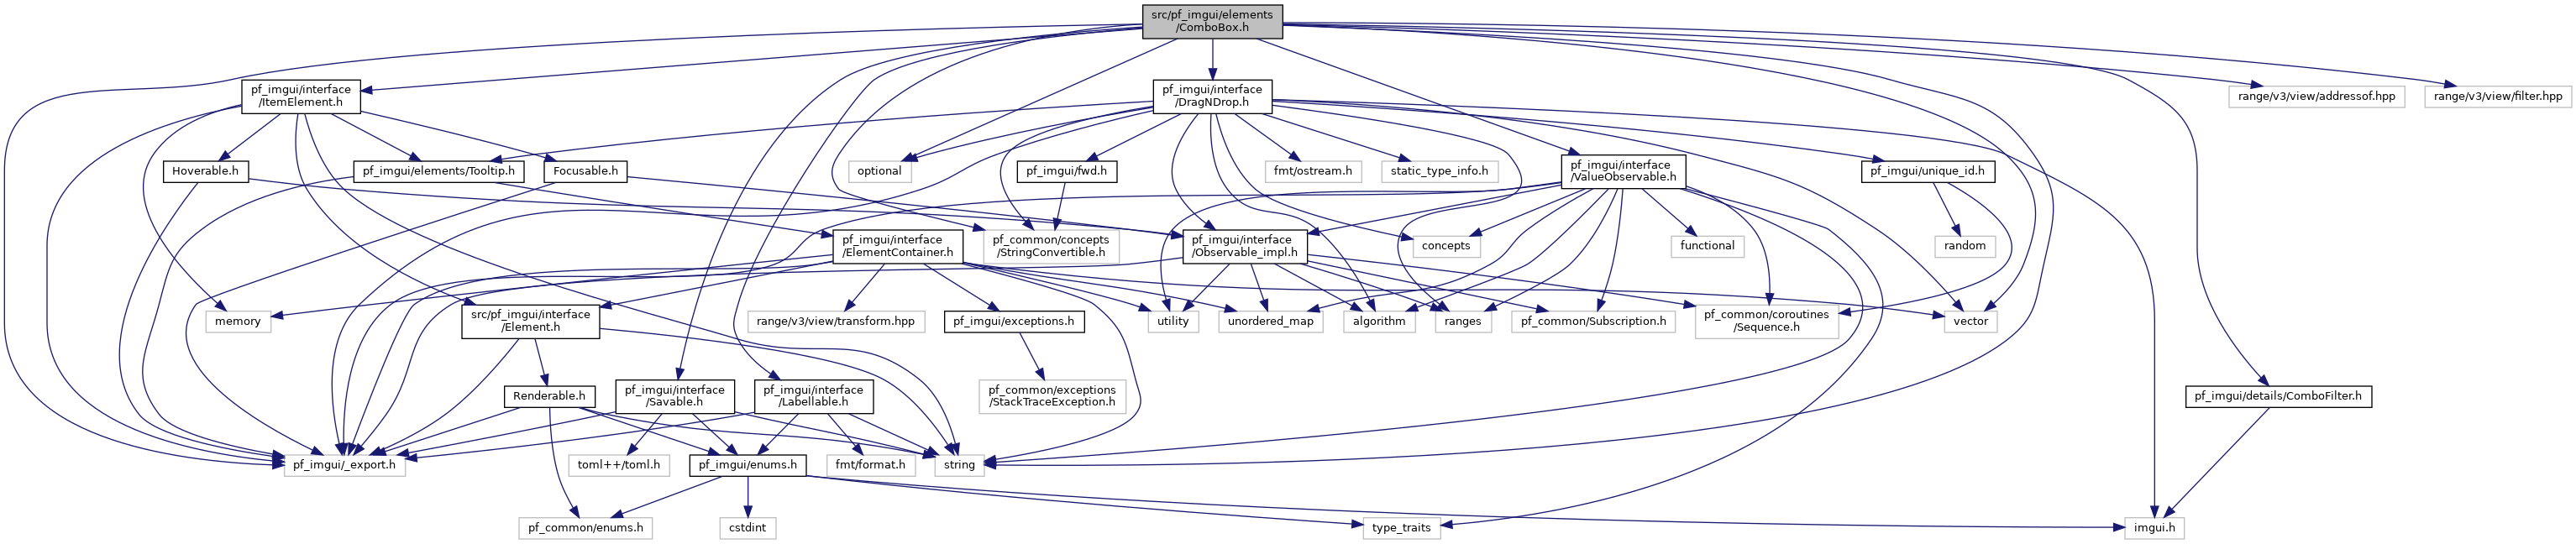 src/pf_imgui/elements
/ComboBox.h
pf_imgui/interface
/ItemElement.h
pf_imgui/interface
/DragNDrop.h
range/v3/view/addressof.hpp
range/v3/view/filter.hpp
Hoverable.h
pf_imgui/elements/Tooltip.h
Focusable.h
optional
pf_imgui/fwd.h
fmt/ostream.h
static_type_info.h
pf_imgui/interface
/ValueObservable.h
pf_imgui/unique_id.h
pf_imgui/interface
/ElementContainer.h
pf_common/concepts
/StringConvertible.h
pf_imgui/interface
/Observable_impl.h
concepts
functional
random
memory
src/pf_imgui/interface
/Element.h
range/v3/view/transform.hpp
pf_imgui/exceptions.h
utility
unordered_map
algorithm
ranges
pf_common/Subscription.h
pf_common/coroutines
/Sequence.h
vector
Renderable.h
pf_imgui/interface
/Savable.h
pf_imgui/interface
/Labellable.h
pf_common/exceptions
/StackTraceException.h
pf_imgui/details/ComboFilter.h
pf_imgui/_export.h
toml++/toml.h
pf_imgui/enums.h
fmt/format.h
string
pf_common/enums.h
cstdint
type_traits
imgui.h